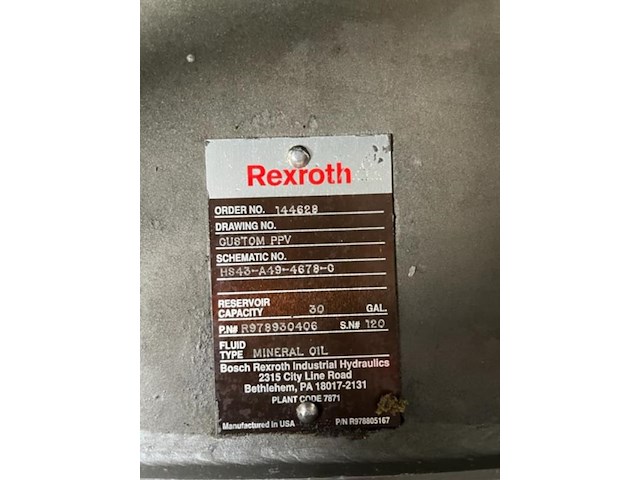 Rexroth
ORDER NO. 144628
DRAWING NO.
CUSTOM PPV
SCHEMATIC NO.
HS43-A49-4678-0
RESERVOIR
CAPACITY 30 GAL.
P.N# R978930406 S.N# 120
FLUID
TYPE MINERAL OIL
Bosch Rexroth Industrial Hydraulics
2315 City Line Road
Bethlehem, PA 18017-2131
PLANT CODE 7871
Manufactured in USA P/N R978805167